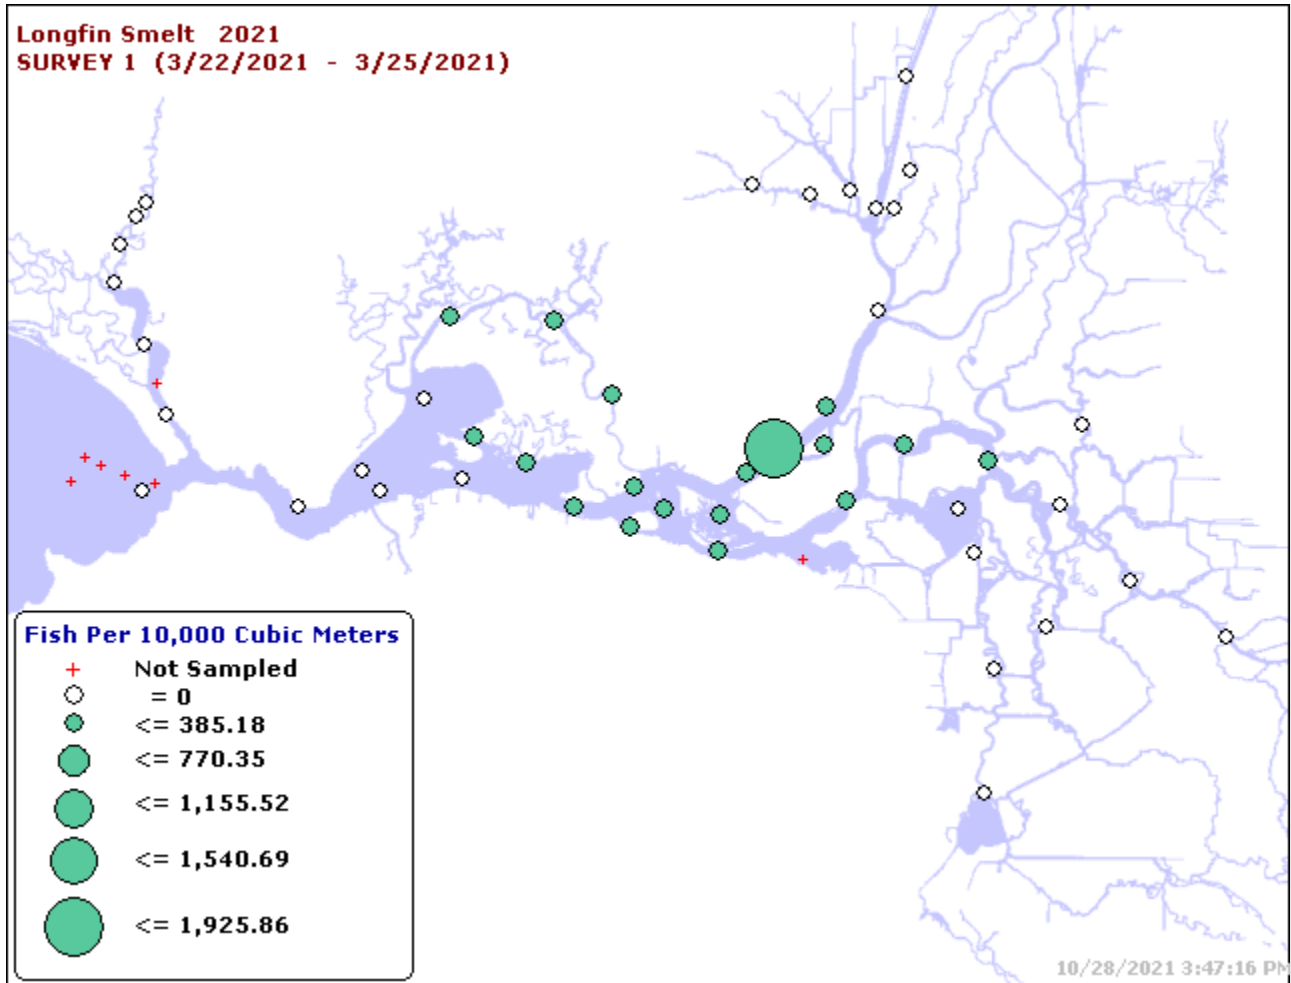 Longfin Smelt 2021
SURVEY 1 (3/22/2021 - 3/25/2021)
Fish Per 10,000 Cubic Meters
Not Sampled
= 0
<= 385.18
<= 770.35
<= 1,155.52
<= 1,540.69
<= 1,925.86
10/28/2021 3:47:16 PM